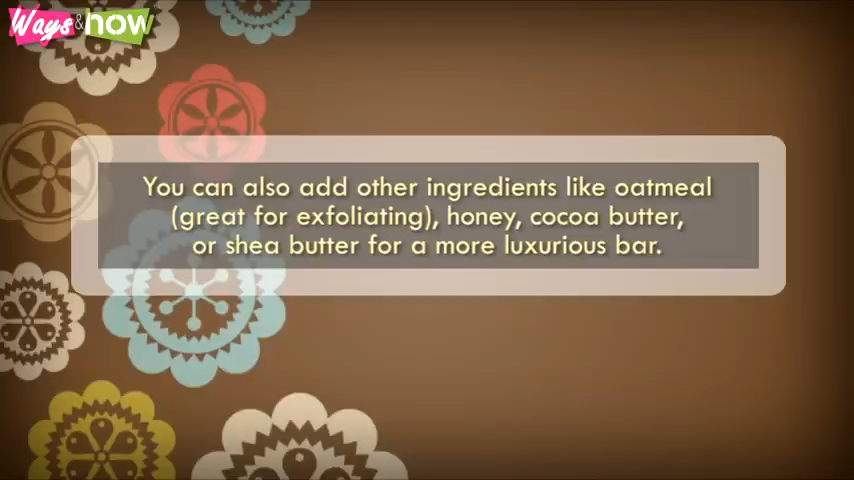 Ways & how
You can also add other ingredients like oatmeal
(great for exfoliating), honey, cocoa butter,
or shea butter for a more luxurious bar.